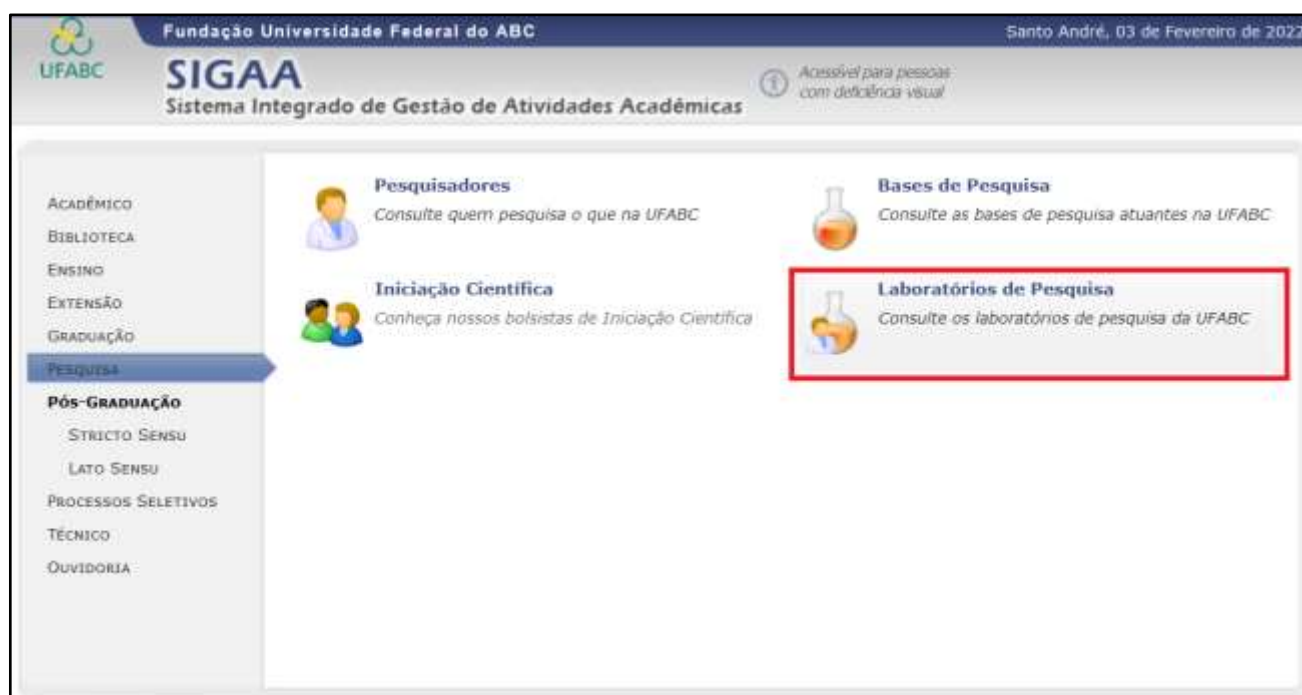 Fundação Universidade Federal do ABC
Santo André, 03 de Fevereiro de 2022
UFABC
SIGAA
Sistema Integrado de Gestão de Atividades Acadêmicas
Acessível para pessoas
com deficiência visual
Acadêmico
Biblioteca
Ensino
Extensão
Graduação
Pesquisa
Pós-Graduação
Stricto Sensu
Lato Sensu
Processos Seletivos
Técnico
Ouvidoria
Pesquisadores
Consulte quem pesquisa o que na UFABC
Bases de Pesquisa
Consulte as bases de pesquisa atuantes na UFABC
Iniciação Científica
Conheça nossos bolsistas de Iniciação Científica
Laboratórios de Pesquisa
Consulte os laboratórios de pesquisa da UFABC